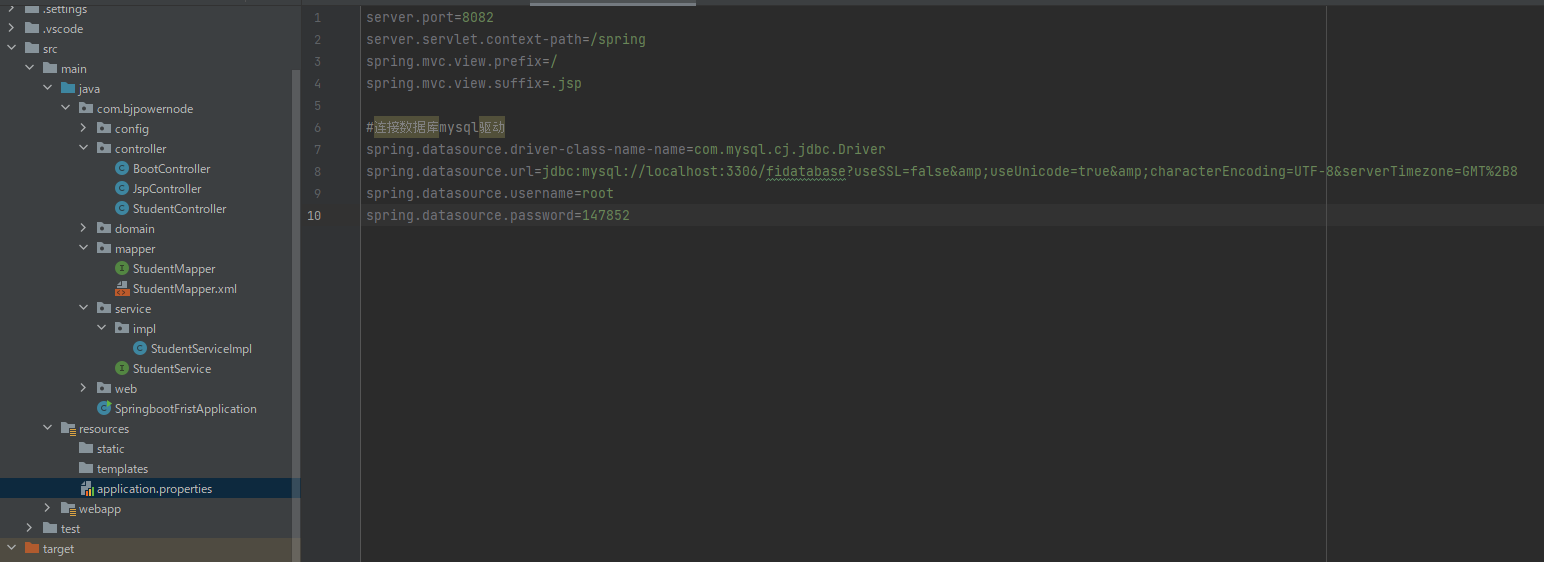 .settings
.vscode
src
main
java
com.bjpowernode
config
controller
BootController
JspController
StudentController
domain
mapper
StudentMapper
StudentMapper.xml
service
impl
StudentServiceImpl
StudentService
web
SpringbootFristApplication
resources
static
templates
application.properties
webapp
test
target
1 server.port=8082
2 server.servlet.context-path=/spring
3 spring.mvc.view.prefix=/
4 spring.mvc.view.suffix=.jsp
5
6 #连接数据库mysql驱动
7 spring.datasource.driver-class-name-name=com.mysql.cj.jdbc.Driver
8 spring.datasource.url=jdbc:mysql://localhost:3306/fidatabase?useSSL=false&amp;useUnicode=true&amp;characterEncoding=UTF-8&serverTimezone=GMT%2B8
9 spring.datasource.username=root
10 spring.datasource.password=147852